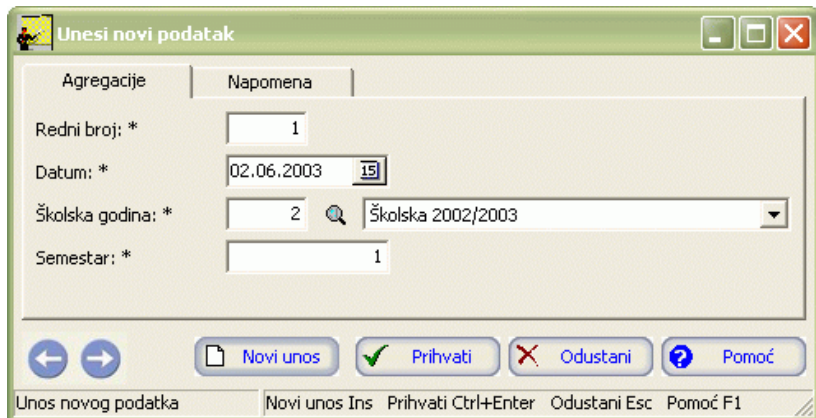 Unesi novi podatak
Agregacije Napomena
Redni broj: * 1
Datum: * 02.06.2003 15
Školska godina: * 2 Školska 2002/2003
Semestar: * 1
Novi unos Prihvati Odustani ? Pomoć
Unos novog podatka Novi unos Ins Prihvati Ctrl+Enter Odustani Esc Pomoć F1